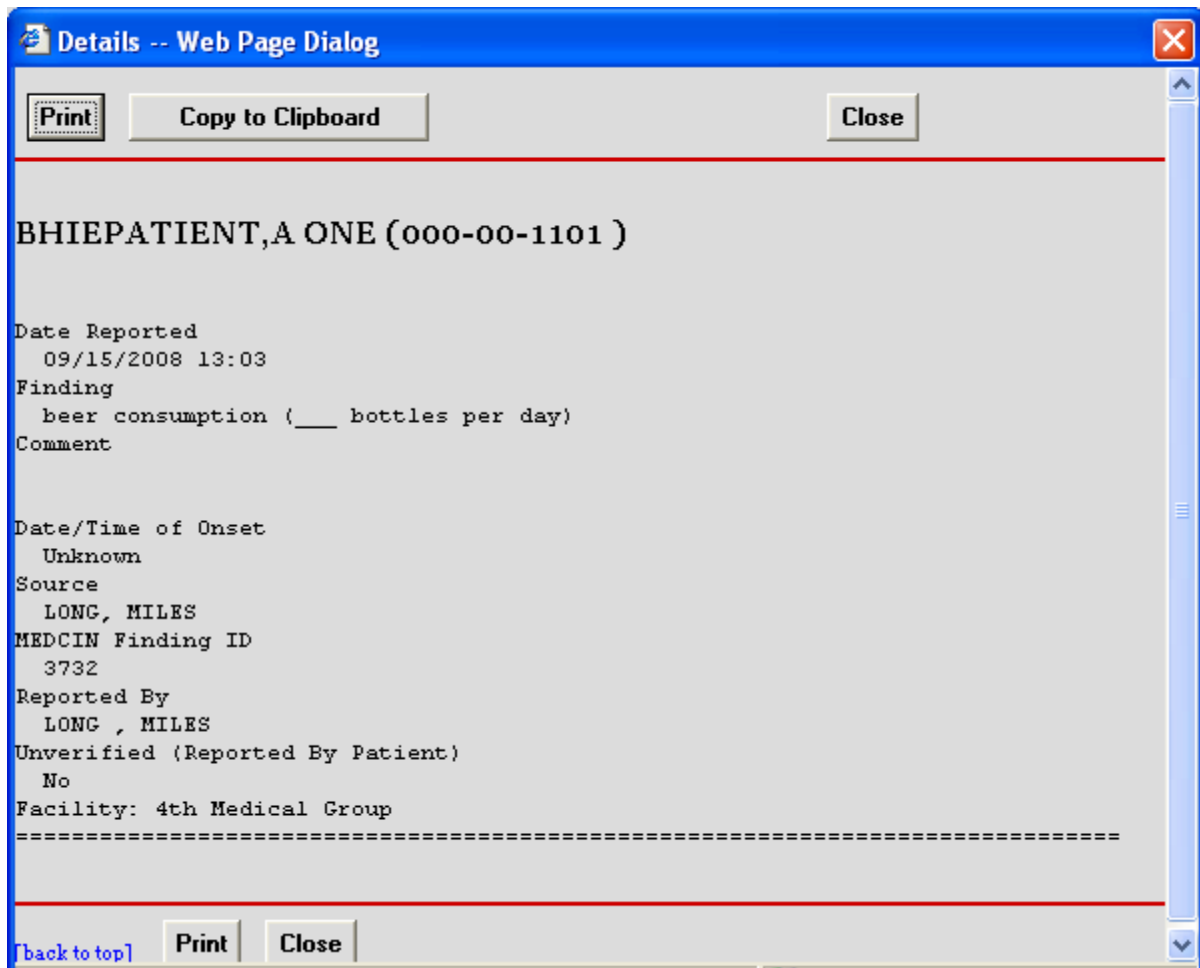 Details -- Web Page Dialog
Print Copy to Clipboard Close
BHIEPATIENT,A ONE (000-00-1101 )
Date Reported
09/15/2008 13:03
Finding
beer consumption (___ bottles per day)
Comment
Date/Time of Onset
Unknown
Source
LONG, MILES
MEDCIN Finding ID
3732
Reported By
LONG , MILES
Unverified (Reported By Patient)
No
Facility: 4th Medical Group
===============================================================================
[back to top] Print Close